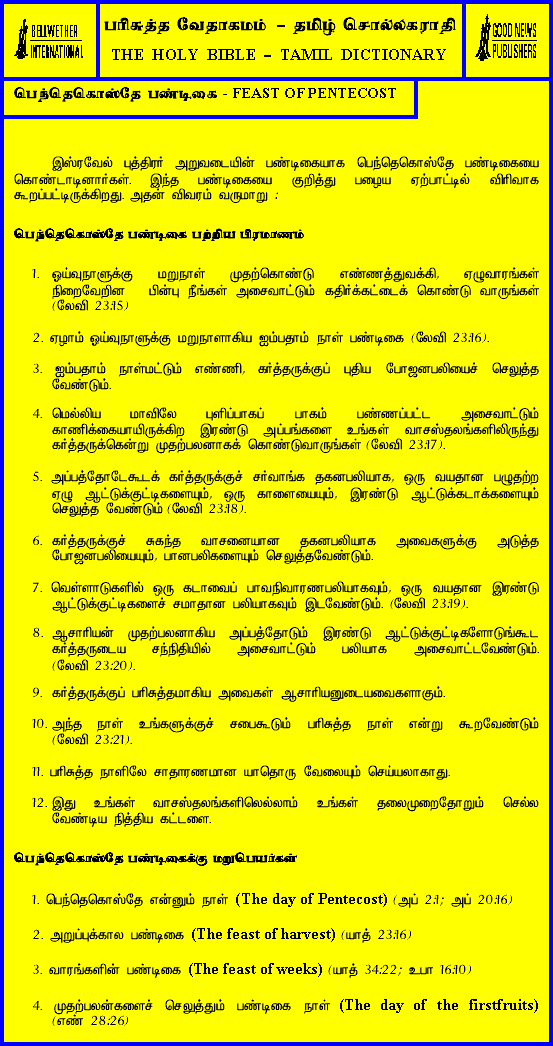 BELLWETHER
INTERNATIONAL
பரிசுத்த வேதாகமம் – தமிழ் சொல்லகராதி
THE HOLY BIBLE – TAMIL DICTIONARY
GOOD NEWS
PUBLISHERS
பெந்தெகொஸ்தே பண்டிகை - FEAST OF PENTECOST
இஸ்ரவேல் புத்திரர் அறுவடையின் பண்டிகையாக பெந்தெகொஸ்தே பண்டிகையை
கொண்டாடினார்கள். இந்த பண்டிகையை குறித்து பழைய ஏற்பாட்டில் விரிவாக
கூறப்பட்டிருக்கிறது. அதன் விவரம் வருமாறு :
பெந்தெகொஸ்தே பண்டிகை பற்றிய பிரமாணம்
1. ஓய்வுநாளுக்கு மறுநாள் முதற்கொண்டு எண்ணத்துவக்கி, ஏழுவாரங்கள்
நிறைவேறின பின்பு நீங்கள் அசைவாட்டும் கதிர்க்கட்டைக் கொண்டு வாருங்கள்
(லேவி 23:15)
2. ஏழாம் ஓய்வுநாளுக்கு மறுநாளாகிய ஐம்பதாம் நாள் பண்டிகை (லேவி 23:16).
3. ஐம்பதாம் நாள்மட்டும் எண்ணி, கர்த்தருக்குப் புதிய போஜனபலியைச் செலுத்த
வேண்டும்.
4. மெல்லிய மாவிலே புளிப்பாகப் பாகம் பண்ணப்பட்ட அசைவாட்டும்
காணிக்கையாயிருக்கிற இரண்டு அப்பங்களை உங்கள் வாசஸ்தலங்களிலிருந்து
கர்த்தருக்கென்று முதற்பலனாகக் கொண்டுவாருங்கள் (லேவி 23:17).
5. அப்பத்தோடேகூடக் கர்த்தருக்குச் சர்வாங்க தகனபலியாக, ஒரு வயதான பழுதற்ற
ஏழு ஆட்டுக்குட்டிகளையும், ஒரு காளையையும், இரண்டு ஆட்டுக்கடாக்களையும்
செலுத்த வேண்டும் (லேவி 23:18).
6. கர்த்தருக்குச் சுகந்த வாசனையான தகனபலியாக அவைகளுக்கு அடுத்த
போஜனபலியையும், பானபலிகளையும் செலுத்தவேண்டும்.
7. வெள்ளாடுகளில் ஒரு கடாவைப் பாவநிவாரணபலியாகவும், ஒரு வயதான இரண்டு
ஆட்டுக்குட்டிகளைச் சமாதான பலியாகவும் இடவேண்டும். (லேவி 23:19).
8. ஆசாரியன் முதற்பலனாகிய அப்பத்தோடும் இரண்டு ஆட்டுக்குட்டிகளோடுங்கூட
கர்த்தருடைய சந்நிதியில் அசைவாட்டும் பலியாக அசைவாட்டவேண்டும்.
(லேவி 23:20).
9. கர்த்தருக்குப் பரிசுத்தமாகிய அவைகள் ஆசாரியனுடையவைகளாகும்.
10. அந்த நாள் உங்களுக்குச் சபைகூடும் பரிசுத்த நாள் என்று கூறவேண்டும்
(லேவி 23:21).
11. பரிசுத்த நாளிலே சாதாரணமான யாதொரு வேலையும் செய்யலாகாது.
12. இது உங்கள் வாசஸ்தலங்களிலெல்லாம் உங்கள் தலைமுறைதோறும் செல்ல
வேண்டிய நித்திய கட்டளை.
பெந்தெகொஸ்தே பண்டிகைக்கு மறுபெயர்கள்
1. பெந்தெகொஸ்தே என்னும் நாள் (The day of Pentecost) (அப் 2:1; அப் 20:16)
2. அறுப்புக்கால பண்டிகை (The feast of harvest) (யாத் 23:16)
3. வாரங்களின் பண்டிகை (The feast of weeks) (யாத் 34:22; உபா 16:10)
4. முதற்பலன்களைச் செலுத்தும் பண்டிகை நாள் (The day of the firstfruits)
(எண் 28:26)